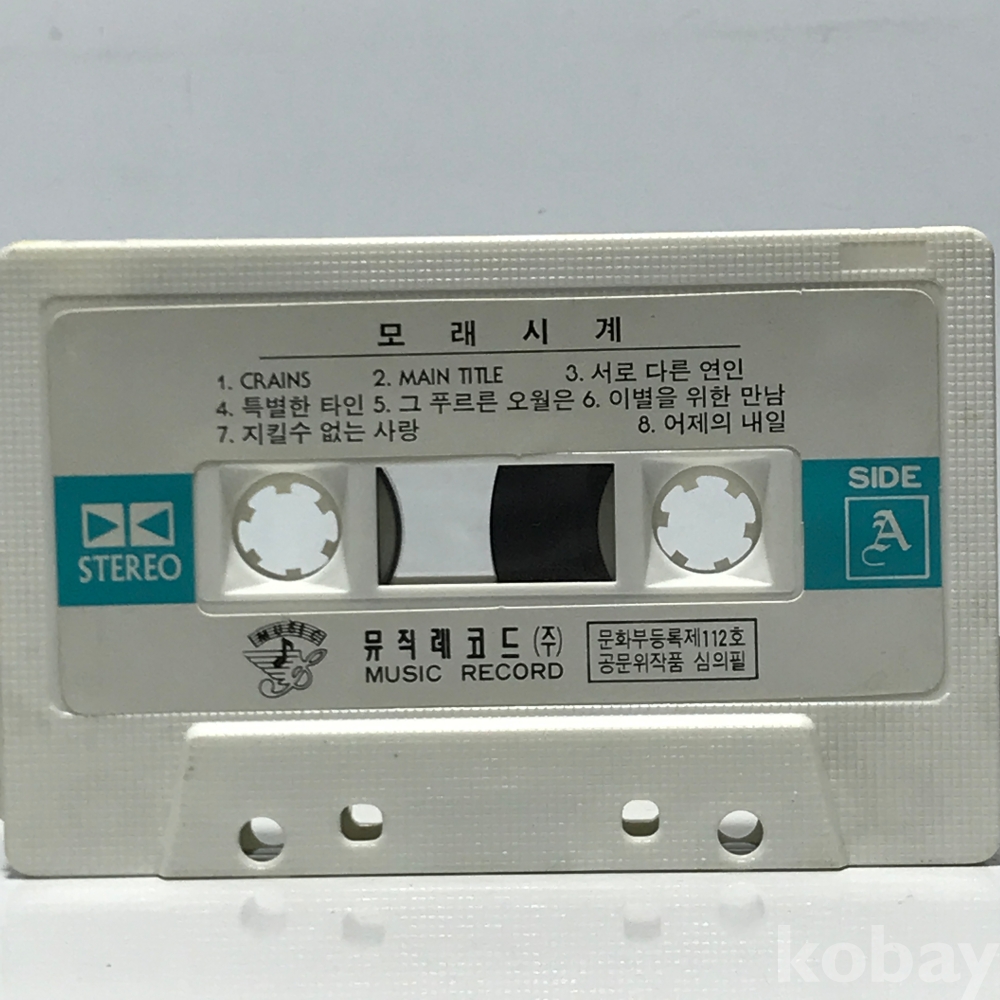 모 래 시 계
1. CRAINS 2. MAIN TITLE 3. 서로 다른 연인
4. 특별한 타인 5. 그 푸르른 오월은 6. 이별을 위한 만남
7. 지킬수 없는 사랑 8. 어제의 내일
SIDE
A
STEREO
MUSIC
뮤직레코드 (주)
MUSIC RECORD
문화부등록제112호
공문위작품 심의필
kobay